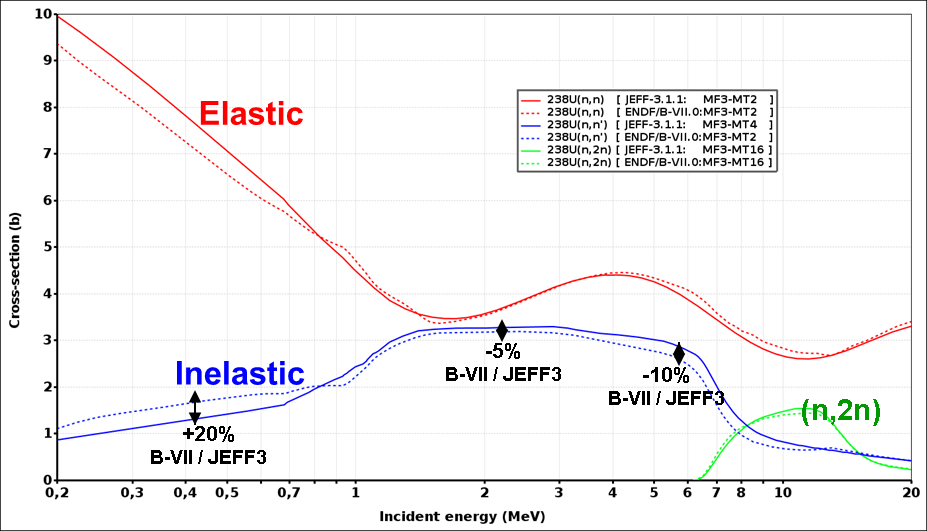 10
9
8
7
6
5
4
3
2
1
0
Cross-section (b)
Elastic
238U(n,n) [ JEFF-3.1.1: MF3-MT2 ]
238U(n,n) [ ENDF/B-VII.0:MF3-MT2 ]
238U(n,n') [ JEFF-3.1.1: MF3-MT4 ]
238U(n,n') [ ENDF/B-VII.0:MF3-MT2 ]
238U(n,2n) [ JEFF-3.1.1: MF3-MT16 ]
238U(n,2n) [ ENDF/B-VII.0:MF3-MT16 ]
Inelastic
+20%
B-VII / JEFF3
-5%
B-VII / JEFF3
-10%
B-VII / JEFF3
(n,2n)
0,2 0,3 0,4 0,5 0,7 1 2 3 4 5 6 7 8 10 20
Incident energy (MeV)